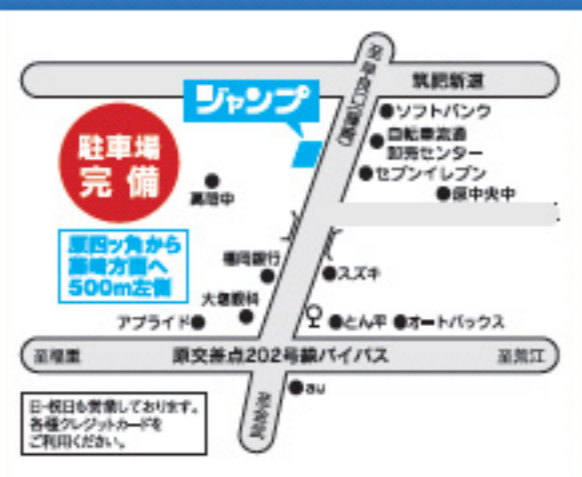 筑肥新道
ジャンプ
ソフトバンク
自転車流通
卸売センター
セブンイレブン
原中央中
駐車場
完備
高取中
原四ッ角から
藤崎方面へ
500m左側
福岡銀行
スズキ
大塚眼科
アプライド
とん平
オートバックス
至福重
原交差点202号線バイパス
至荒江
au
日・祝日も営業しております。
各種クレジットカードを
ご利用ください。